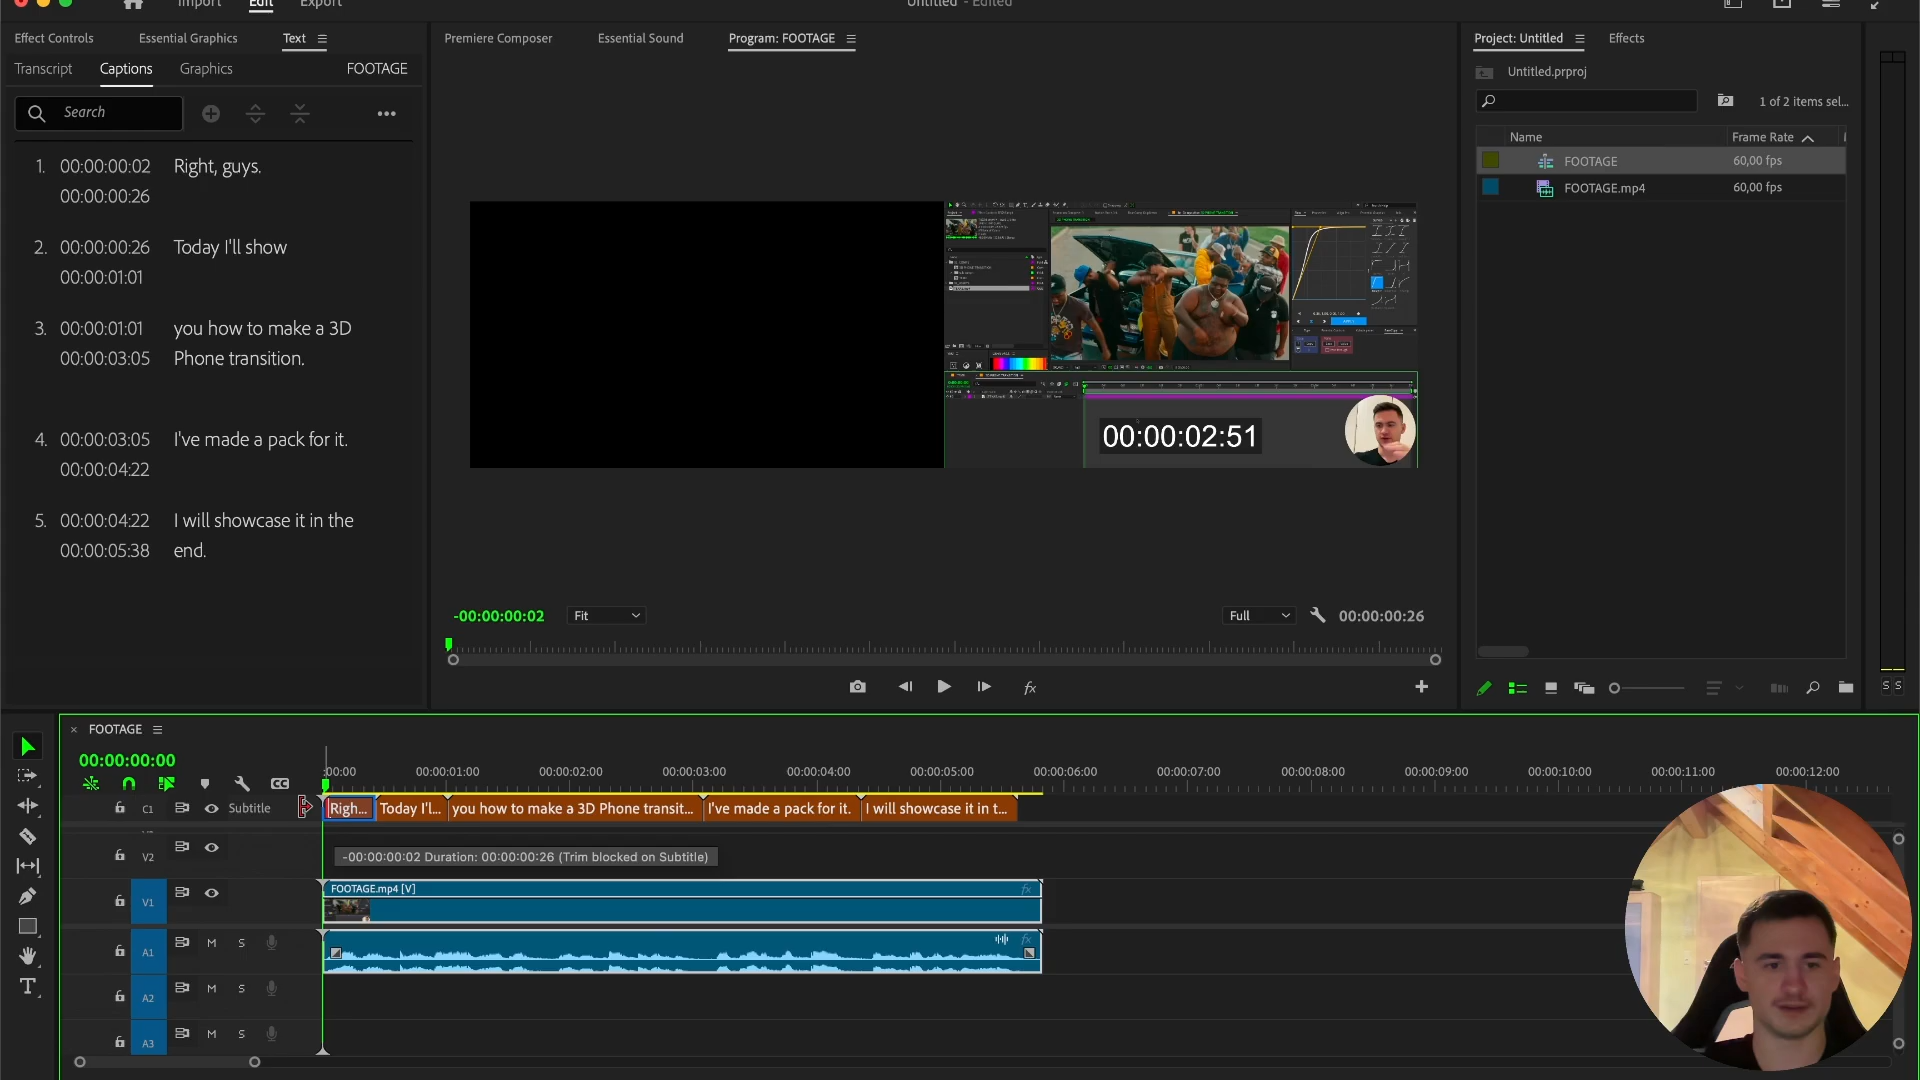 Import
Edit
Export
Untitled - Edited
Effect Controls
Essential Graphics
Text
Premiere Composer
Essential Sound
Program: FOOTAGE
Project: Untitled
Effects
Transcript
Captions
Graphics
FOOTAGE
Untitled.prproj
Search
1 of 2 items sel...
Name
Frame Rate
FOOTAGE
60,00 fps
FOOTAGE.mp4
60,00 fps
1. 00:00:00:02 Right, guys.
00:00:00:26
2. 00:00:00:26 Today I'll show
00:00:01:01
3. 00:00:01:01 you how to make a 3D
00:00:03:05 Phone transition.
4. 00:00:03:05 I've made a pack for it.
00:00:04:22
5. 00:00:04:22 I will showcase it in the
00:00:05:38 end.
00:00:02:51
-00:00:00:02
Fit
Full
00:00:00:26
fx
S S
FOOTAGE
00:00:00:00
:00:00
00:00:01:00
00:00:02:00
00:00:03:00
00:00:04:00
00:00:05:00
00:00:06:00
00:00:07:00
00:00:08:00
00:00:09:00
00:00:10:00
00:00:11:00
00:00:12:00
CC
C1
Subtitle
Righ...
Today I'l...
you how to make a 3D Phone transit...
I've made a pack for it.
I will showcase it in t...
V2
-00:00:00:02 Duration: 00:00:00:26 (Trim blocked on Subtitle)
FOOTAGE.mp4 [V]
fx
V1
A1
M
S
fx
A2
M
S
A3
M
S